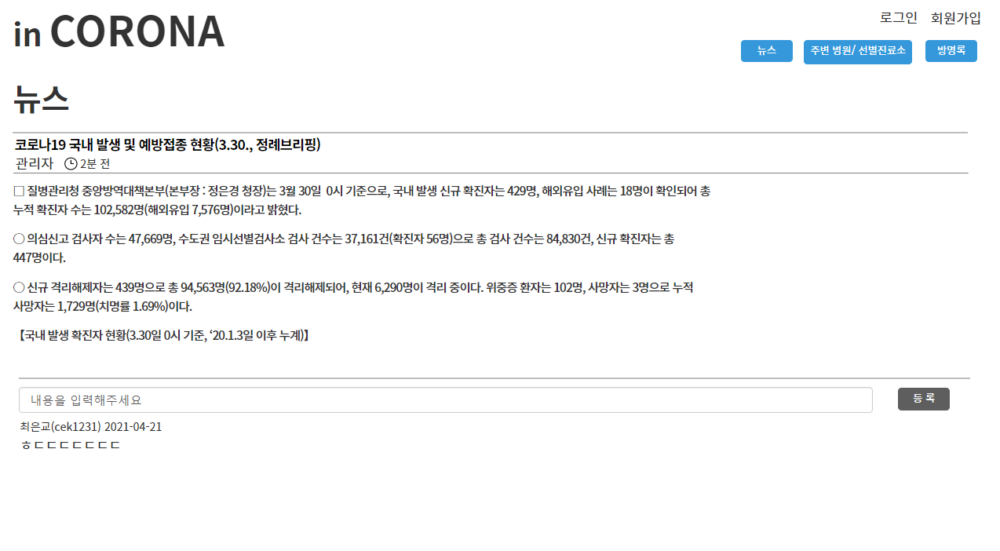 in CORONA
로그인 회원가입
뉴스 주변 병원/ 선별진료소 방명록
뉴스
코로나19 국내 발생 및 예방접종 현황(3.30., 정례브리핑)
관리자 2분 전
□ 질병관리청 중앙방역대책본부(본부장 : 정은경 청장)는 3월 30일 0시 기준으로, 국내 발생 신규 확진자는 429명, 해외유입 사례는 18명이 확인되어 총
누적 확진자 수는 102,582명(해외유입 7,576명)이라고 밝혔다.
○ 의심신고 검사자 수는 47,669명, 수도권 임시선별검사소 검사 건수는 37,161건(확진자 56명)으로 총 검사 건수는 84,830건, 신규 확진자는 총
447명이다.
○ 신규 격리해제자는 439명으로 총 94,563명(92.18%)이 격리해제되어, 현재 6,290명이 격리 중이다. 위중증 환자는 102명, 사망자는 3명으로 누적
사망자는 1,729명(치명률 1.69%)이다.
【국내 발생 확진자 현황(3.30일 0시 기준, ‘20.1.3일 이후 누계)】
내용을 입력해주세요 등 록
최은교(cek1231) 2021-04-21
ㅎㄷㄷㄷㄷㄷㄷㄷ